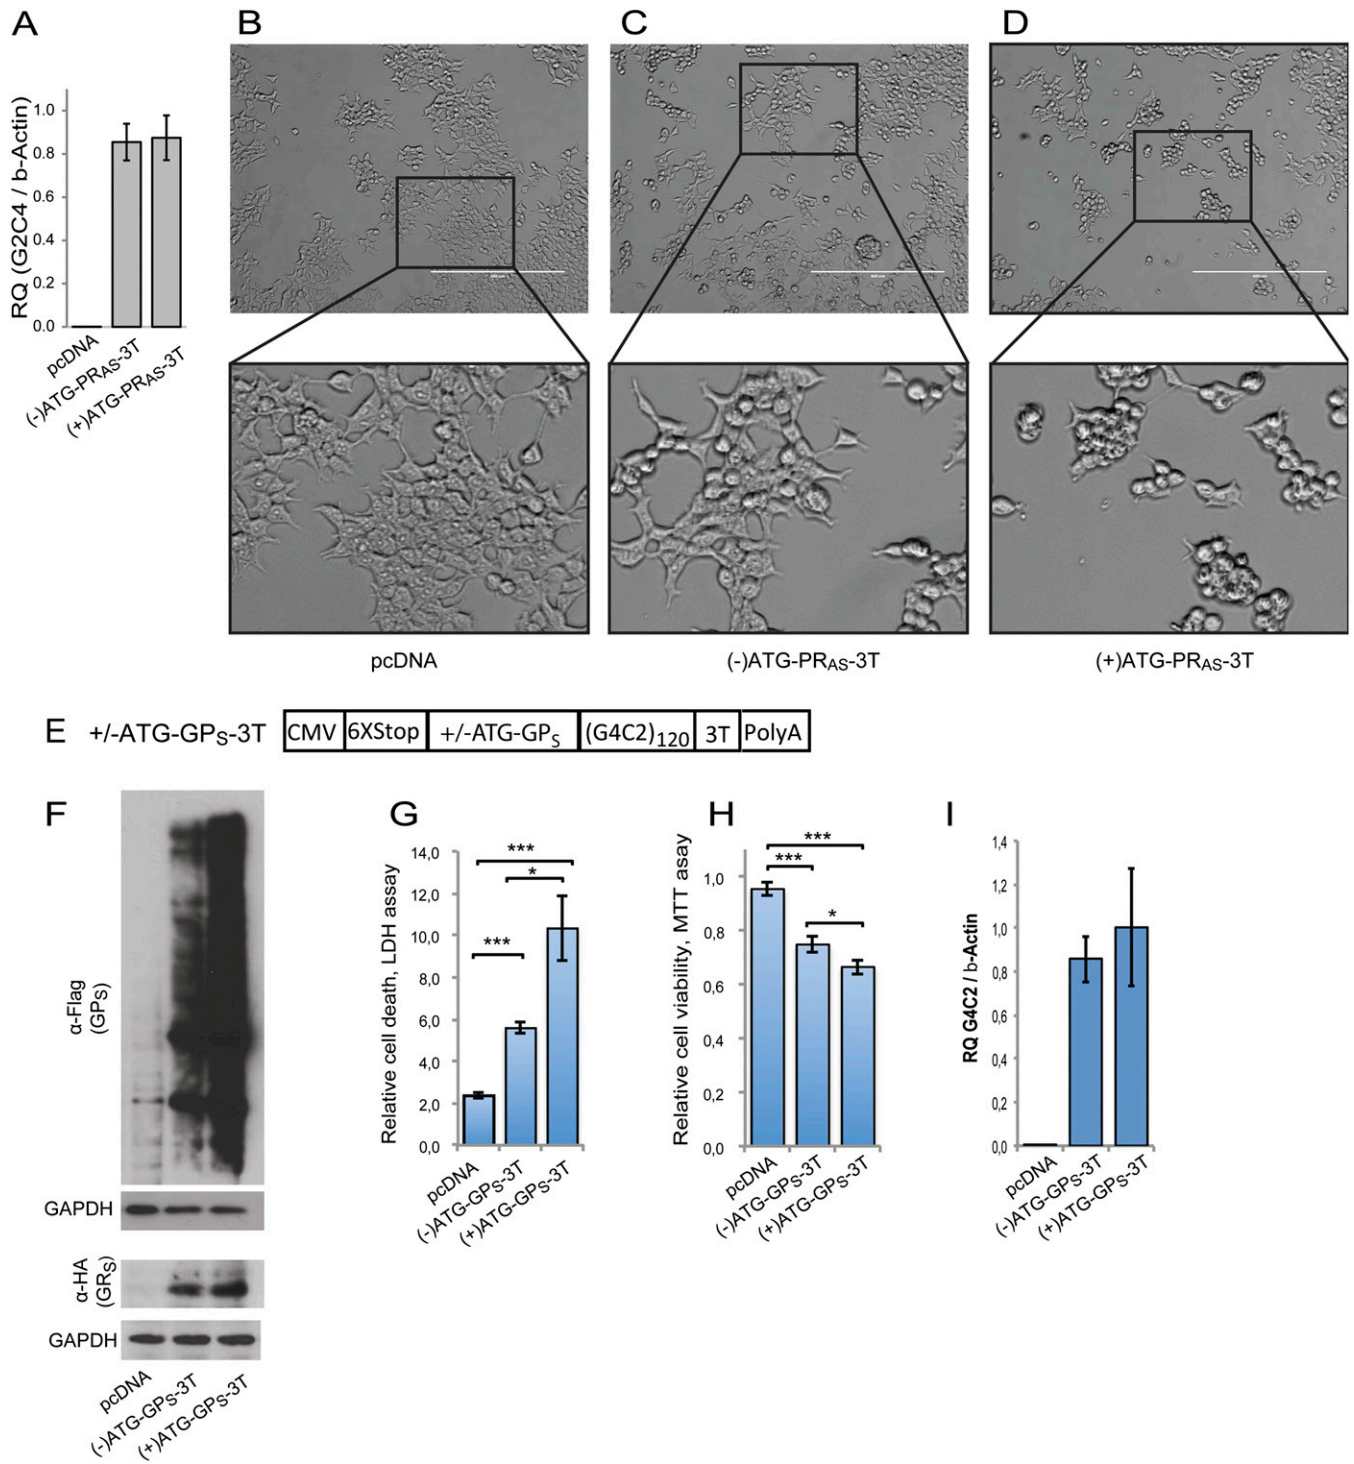 A
B
C
D
RQ (G2C4 / b-Actin)
1.0
0.8
0.6
0.4
0.2
0.0
pcDNA
(-)ATG-PRAS-3T
(+)ATG-PRAS-3T
pcDNA
(-)ATG-PRAS-3T
(+)ATG-PRAS-3T
E +/-ATG-GPS-3T CMV 6XStop +/-ATG-GPS (G4C2)120 3T PolyA
F
α-Flag
(GPS)
GAPDH
α-HA
(GRS)
GAPDH
pcDNA
(-)ATG-GPS-3T
(+)ATG-GPS-3T
G
Relative cell death, LDH assay
14,0
12,0
10,0
8,0
6,0
4,0
2,0
0,0
***
*
***
pcDNA
(-)ATG-GPS-3T
(+)ATG-GPS-3T
H
Relative cell viability, MTT assay
1,0
0,8
0,6
0,4
0,2
0,0
***
***
*
pcDNA
(-)ATG-GPS-3T
(+)ATG-GPS-3T
I
RQ G4C2 / b-Actin
1,4
1,2
1,0
0,8
0,6
0,4
0,2
0,0
pcDNA
(-)ATG-GPS-3T
(+)ATG-GPS-3T